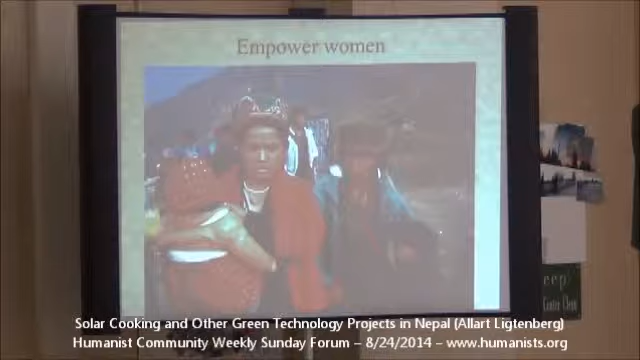 Empower women
Solar Cooking and Other Green Technology Projects in Nepal (Allart Ligtenberg)
Humanist Community Weekly Sunday Forum – 8/24/2014 – www.humanists.org